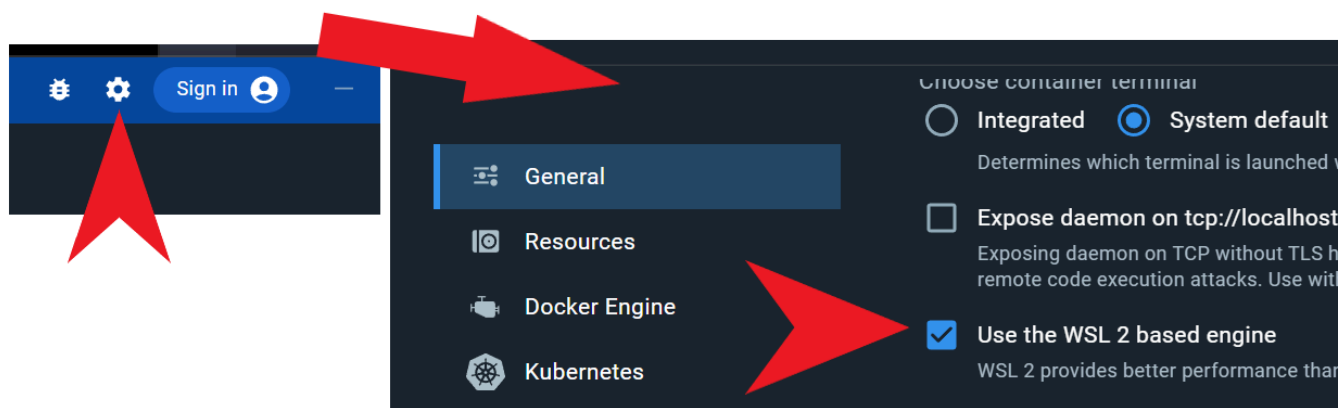 Sign in
General
Resources
Docker Engine
Kubernetes
Choose container terminal
Integrated System default
Determines which terminal is launched
Expose daemon on tcp://localhost
Exposing daemon on TCP without TLS
remote code execution attacks. Use
Use the WSL 2 based engine
WSL 2 provides better performance